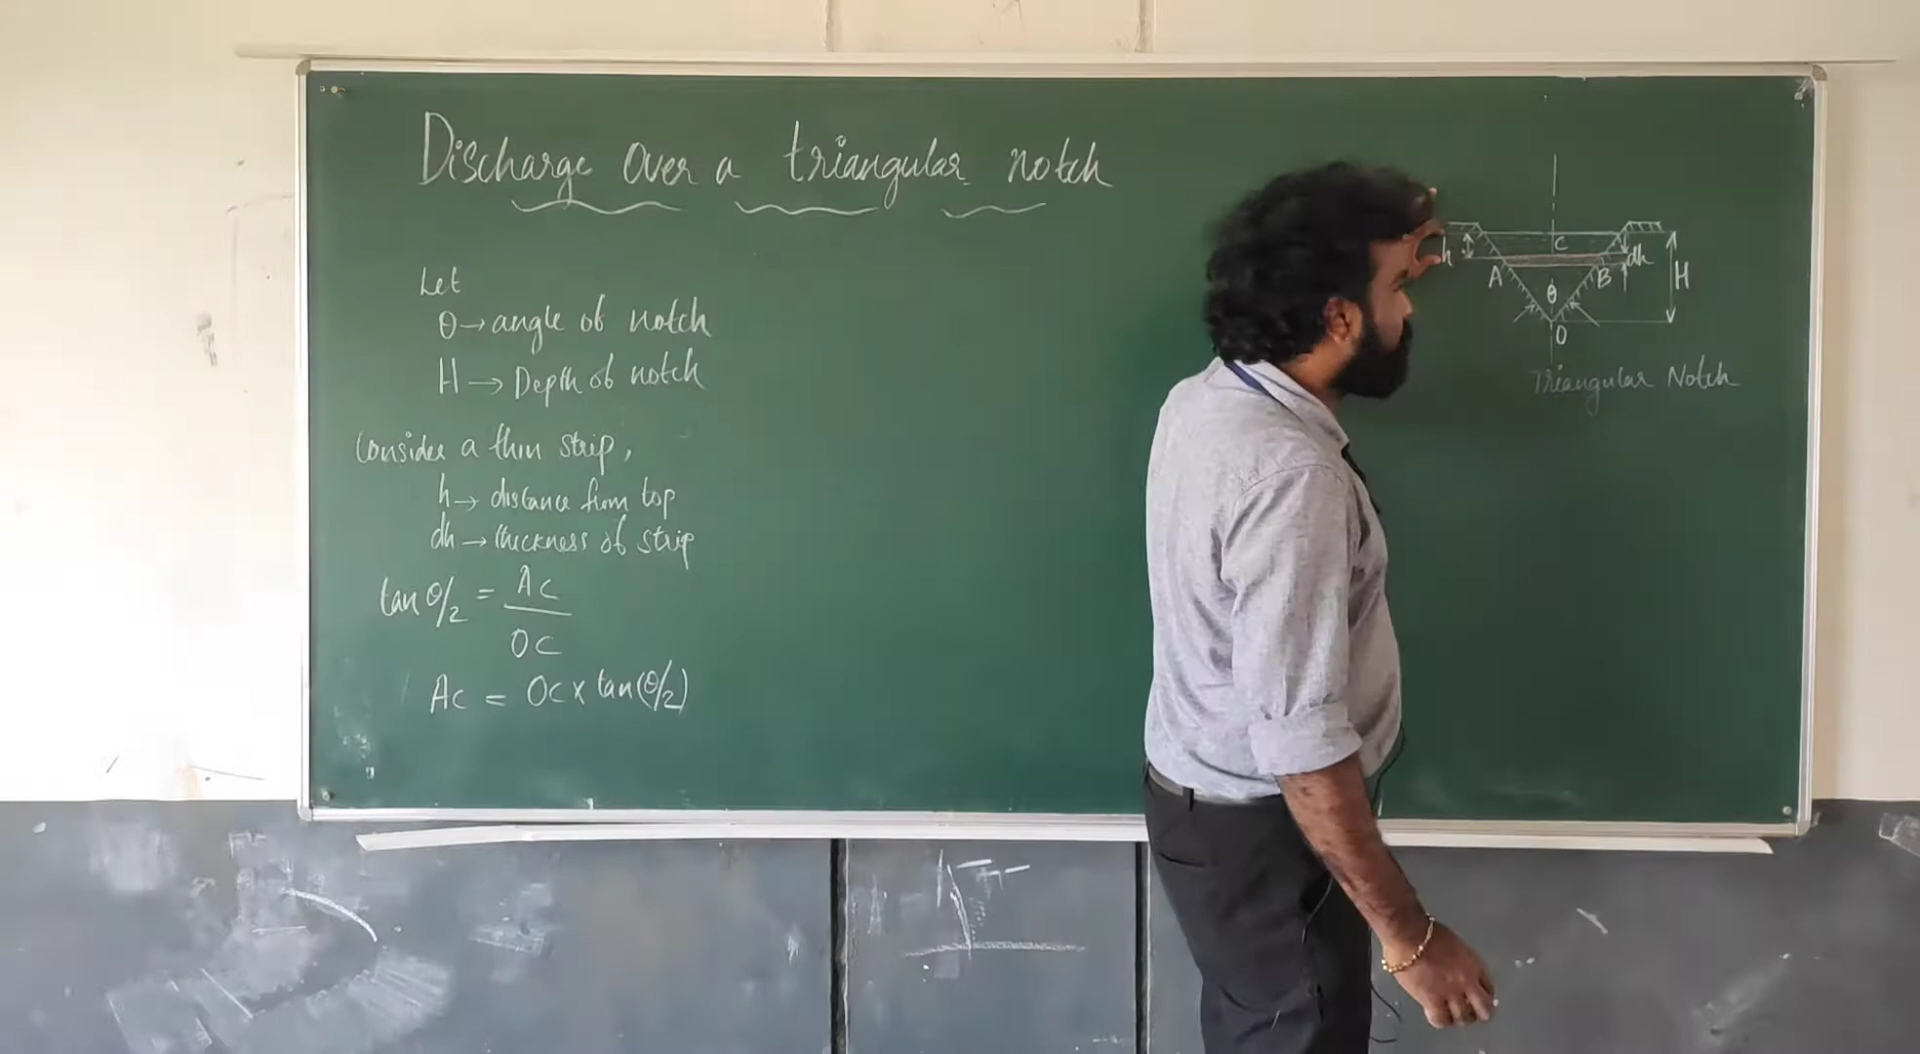 Discharge Over a triangular notch
Let
θ → angle of notch
H → Depth of notch
Consider a thin strip,
h → distance from top
dh → thickness of strip
tan θ/2 = AC / OC
AC = OC x tan(θ/2)
C
h
dh
A
B
H
θ
O
Triangular Notch